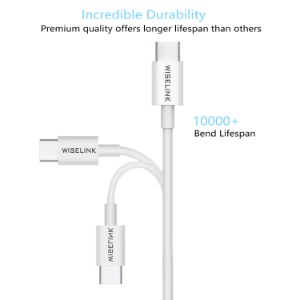 Incredible Durability
Premium quality offers longer lifespan than others
WISELINK
10000+
Bend Lifespan
WISELINK
WISELINK